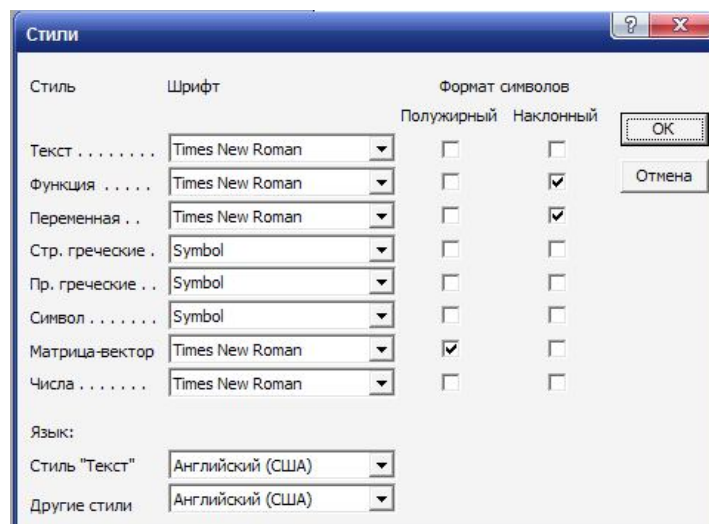 Стили
Стиль Шрифт Формат символов
Полужирный Наклонный
OK
Текст . . . . . . . . Times New Roman
Отмена
Функция . . . . . Times New Roman
Переменная . . Times New Roman
Стр. греческие . Symbol
Пр. греческие . . Symbol
Символ . . . . . . . Symbol
Матрица-вектор Times New Roman
Числа . . . . . . . Times New Roman
Язык:
Стиль "Текст" Английский (США)
Другие стили Английский (США)